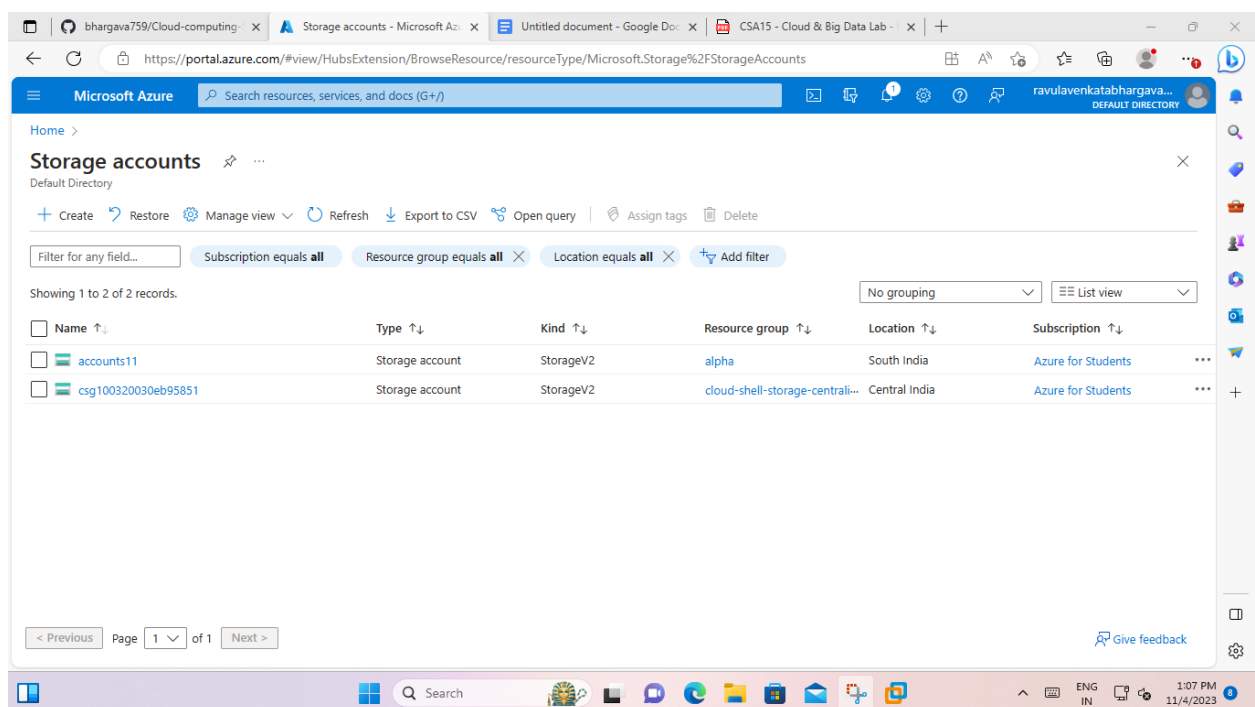 bhargava759/Cloud-computing-
Storage accounts - Microsoft Azu
Untitled document - Google Doc
CSA15 - Cloud & Big Data Lab -
https://portal.azure.com/#view/HubsExtension/BrowseResource/resourceType/Microsoft.Storage%2FStorageAccounts
Microsoft Azure
Search resources, services, and docs (G+/)
1
ravulavenkatabhargava...
DEFAULT DIRECTORY
Home >
Storage accounts
Default Directory
Create Restore Manage view Refresh Export to CSV Open query Assign tags Delete
Filter for any field... Subscription equals all Resource group equals all Location equals all Add filter
Showing 1 to 2 of 2 records. No grouping List view
Name Type Kind Resource group Location Subscription
accounts11 Storage account StorageV2 alpha South India Azure for Students
csg100320030eb95851 Storage account StorageV2 cloud-shell-storage-centrali... Central India Azure for Students
< Previous Page 1 of 1 Next > Give feedback
Search
ENG
IN
1:07 PM
11/4/2023
8